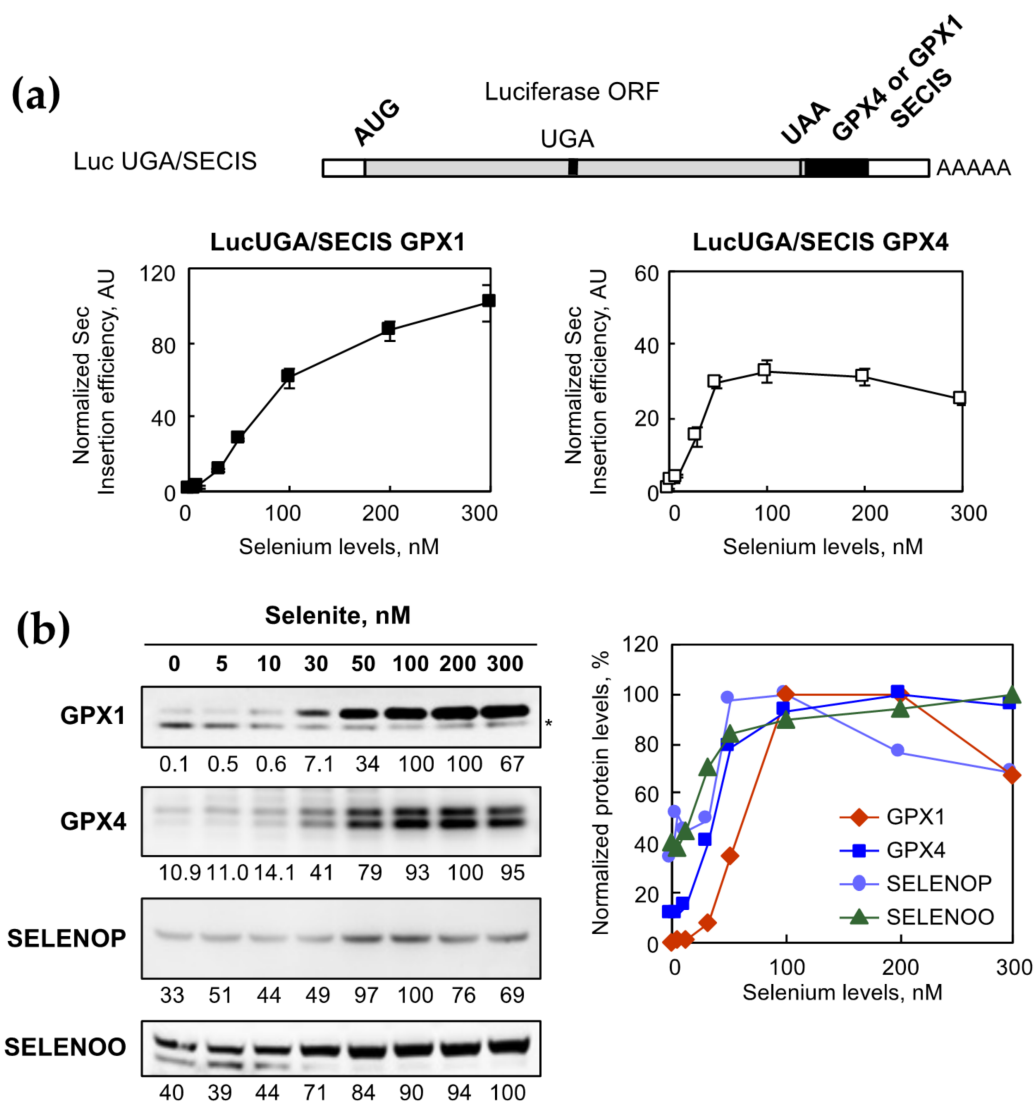 (a)
Luciferase ORF
AUG
UGA
UAA
GPX4 or GPX1
SECIS
Luc UGA/SECIS
AAAAA
LucUGA/SECIS GPX1
Normalized Sec
Insertion efficiency, AU
120
80
40
0
0 100 200 300
Selenium levels, nM
LucUGA/SECIS GPX4
Normalized Sec
Insertion efficiency, AU
60
40
20
0
0 100 200 300
Selenium levels, nM
(b)
Selenite, nM
0 5 10 30 50 100 200 300
GPX1
*
0.1 0.5 0.6 7.1 34 100 100 67
GPX4
10.9 11.0 14.1 41 79 93 100 95
SELENOP
33 51 44 49 97 100 76 69
SELENOO
40 39 44 71 84 90 94 100
Normalized protein levels, %
120
100
80
60
40
20
0
GPX1
GPX4
SELENOP
SELENOO
0 100 200 300
Selenium levels, nM